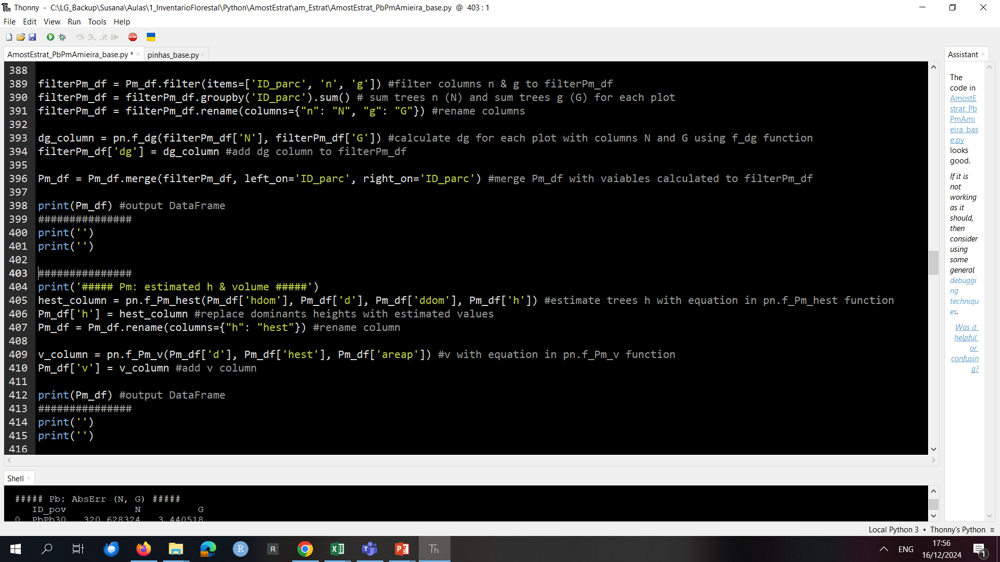 Thonny - C:\LG_Backup\Susana\Aulas\1_InventarioFlorestal\Python\AmostEstrat\am_Estrat\AmostEstrat_PbPmAmieira_base.py @ 403 : 1
File Edit View Run Tools Help
STOP
AmostEstrat_PbPmAmieira_base.py * ×
pinhas_base.py ×
388
389 filterPm_df = Pm_df.filter(items=['ID_parc', 'n', 'g']) #filter columns n & g to filterPm_df
390 filterPm_df = filterPm_df.groupby('ID_parc').sum() # sum trees n (N) and sum trees g (G) for each plot
391 filterPm_df = filterPm_df.rename(columns={"n": "N", "g": "G"}) #rename columns
392
393 dg_column = pn.f_dg(filterPm_df['N'], filterPm_df['G']) #calculate dg for each plot with columns N and G using f_dg function
394 filterPm_df['dg'] = dg_column #add dg column to filterPm_df
395
396 Pm_df = Pm_df.merge(filterPm_df, left_on='ID_parc', right_on='ID_parc') #merge Pm_df with vaiables calculated to filterPm_df
397
398 print(Pm_df) #output DataFrame
399 ###############
400 print('')
401 print('')
402
403 ###############
404 print('##### Pm: estimated h & volume #####')
405 hest_column = pn.f_Pm_hest(Pm_df['hdom'], Pm_df['d'], Pm_df['ddom'], Pm_df['h']) #estimate trees h with equation in pn.f_Pm_hest function
406 Pm_df['h'] = hest_column #replace dominants heights with estimated values
407 Pm_df = Pm_df.rename(columns={"h": "hest"}) #rename column
408
409 v_column = pn.f_Pm_v(Pm_df['d'], Pm_df['hest'], Pm_df['areap']) #v with equation in pn.f_Pm_v function
410 Pm_df['v'] = v_column #add v column
411
412 print(Pm_df) #output DataFrame
413 ###############
414 print('')
415 print('')
416
Shell ×
##### Pb: AbsErr (N, G) #####
ID_pov N G
0 PbPb30 320.628324 3.440518
Assistant ×
The
code in
AmostE
strat_Pb
PmAmi
eira_bas
e.py
looks
good.
If it is
not
working
as it
should,
then
consider
using
some
general
debuggi
ng
techniqu
es.
Was it
helpful
or
confusin
g?
Local Python 3 • Thonny's Python ≡
R
R
Th
ENG
17:56
16/12/2024
1